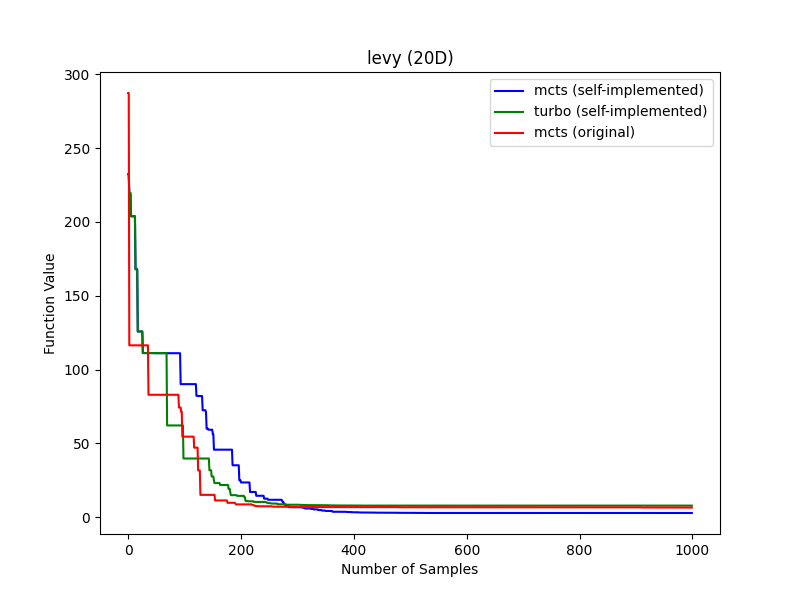 levy (20D)
mcts (self-implemented)
turbo (self-implemented)
mcts (original)
300
250
200
150
100
50
0
Function Value
0 200 400 600 800 1000
Number of Samples